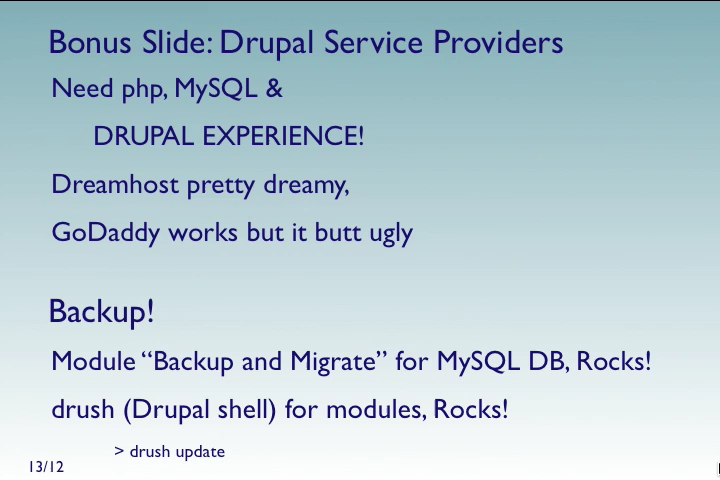 Bonus Slide: Drupal Service Providers
Need php, MySQL &
DRUPAL EXPERIENCE!
Dreamhost pretty dreamy,
GoDaddy works but it butt ugly
Backup!
Module “Backup and Migrate” for MySQL DB, Rocks!
drush (Drupal shell) for modules, Rocks!
> drush update
13/12